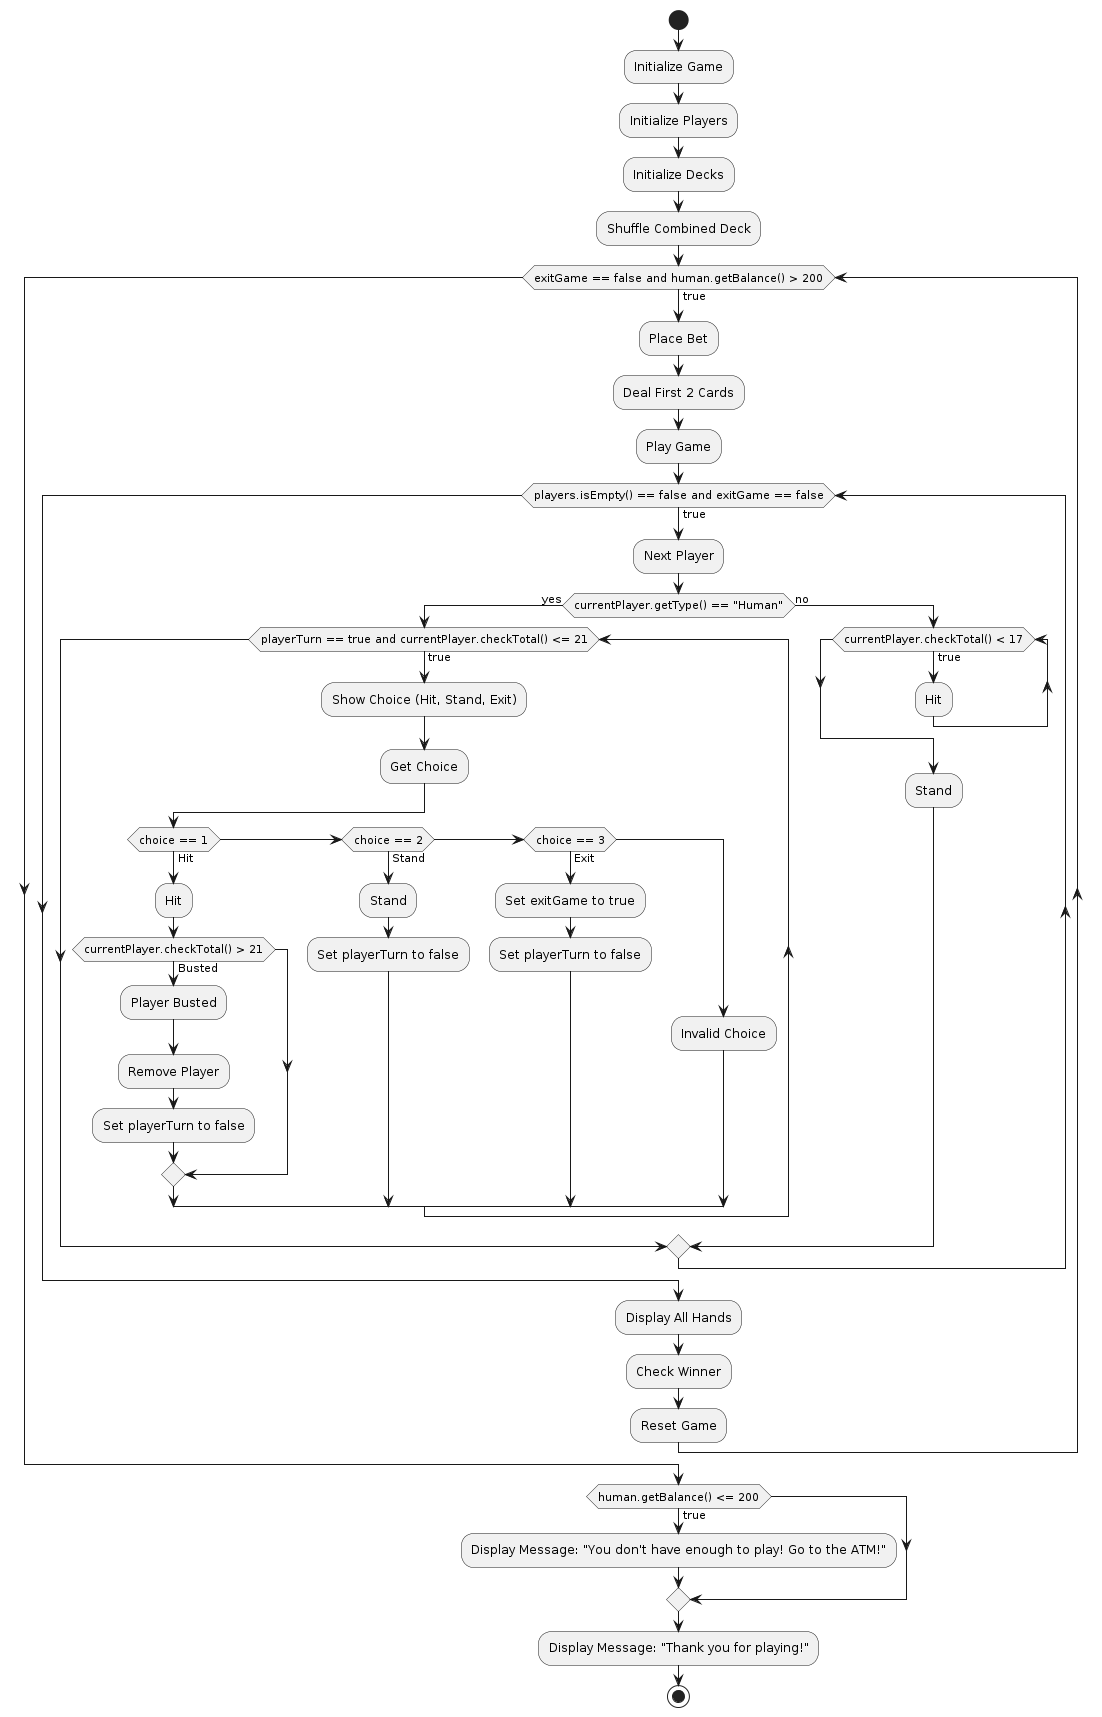 Initialize Game
Initialize Players
Initialize Decks
Shuffle Combined Deck
exitGame == false and human.getBalance() > 200
true
Place Bet
Deal First 2 Cards
Play Game
players.isEmpty() == false and exitGame == false
true
Next Player
yes
currentPlayer.getType() == "Human"
no
playerTurn == true and currentPlayer.checkTotal() <= 21
true
Show Choice (Hit, Stand, Exit)
Get Choice
choice == 1
Hit
Hit
currentPlayer.checkTotal() > 21
Busted
Player Busted
Remove Player
Set playerTurn to false
choice == 2
Stand
Stand
Set playerTurn to false
choice == 3
Exit
Set exitGame to true
Set playerTurn to false
Invalid Choice
currentPlayer.checkTotal() < 17
true
Hit
Stand
Display All Hands
Check Winner
Reset Game
human.getBalance() <= 200
true
Display Message: "You don't have enough to play! Go to the ATM!"
Display Message: "Thank you for playing!"